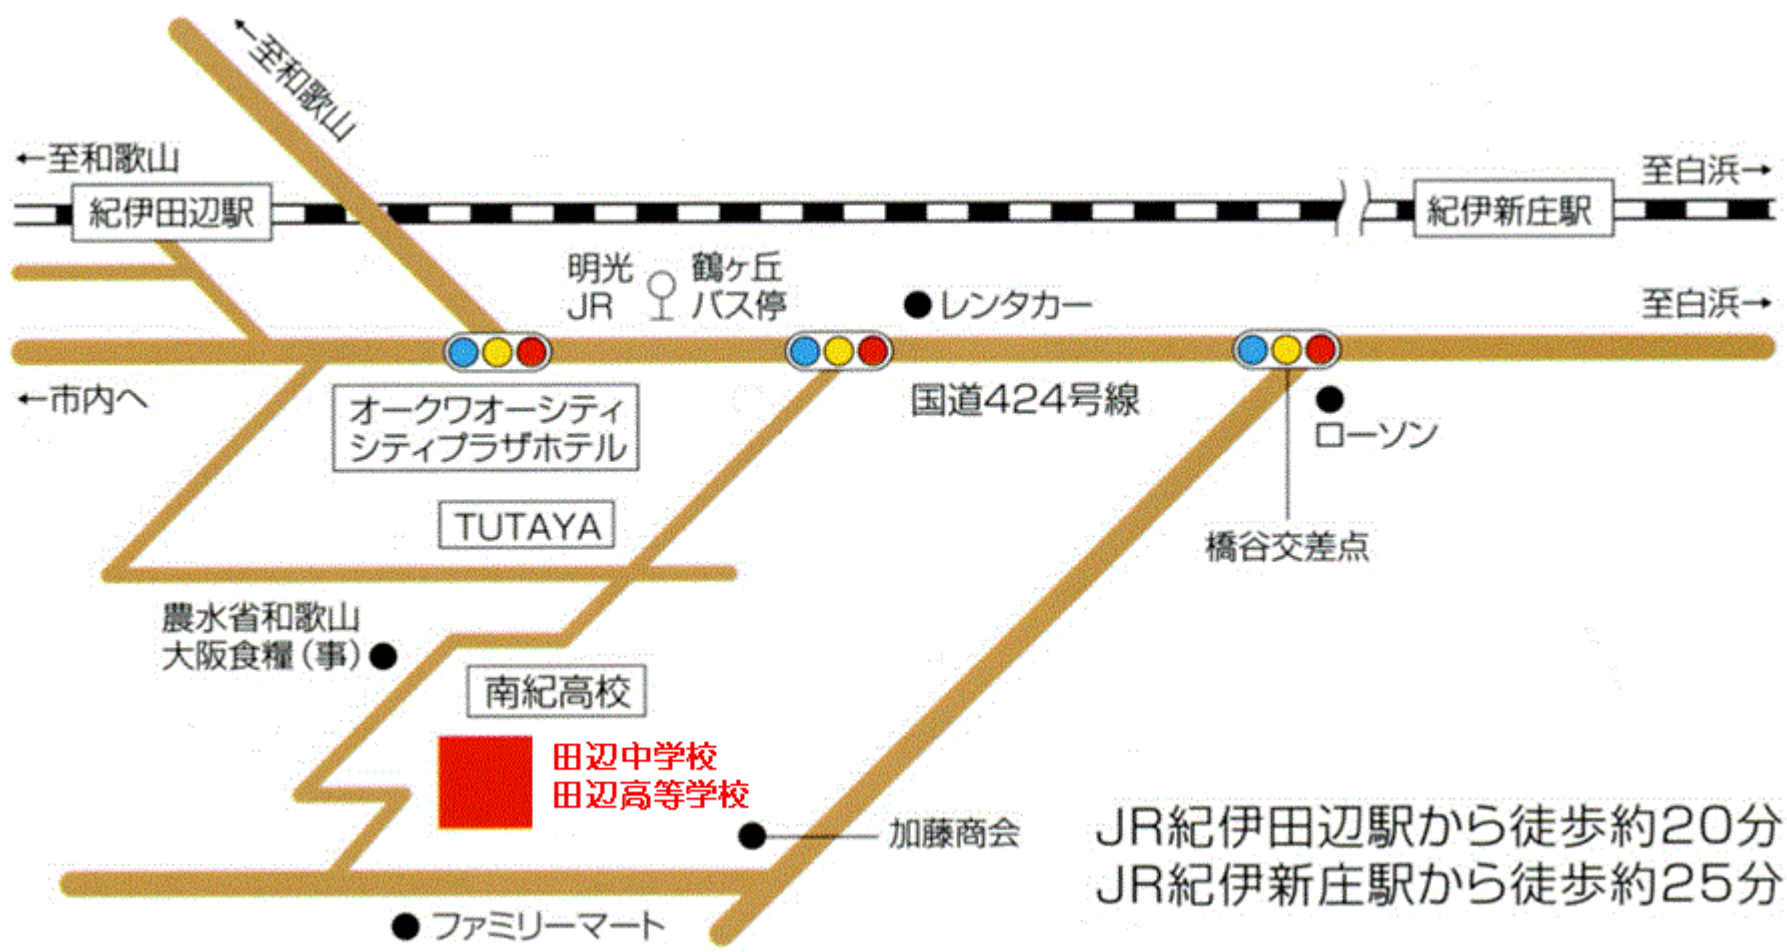 ←至和歌山
←至和歌山
至白浜→
紀伊田辺駅
紀伊新庄駅
明光
JR
鶴ヶ丘
バス停
レンタカー
至白浜→
←市内へ
オークワオーシティ
シティプラザホテル
国道424号線
ローソン
TUTAYA
橋谷交差点
農水省和歌山
大阪食糧(事)
南紀高校
田辺中学校
田辺高等学校
加藤商会
JR紀伊田辺駅から徒歩約20分
JR紀伊新庄駅から徒歩約25分
ファミリーマート